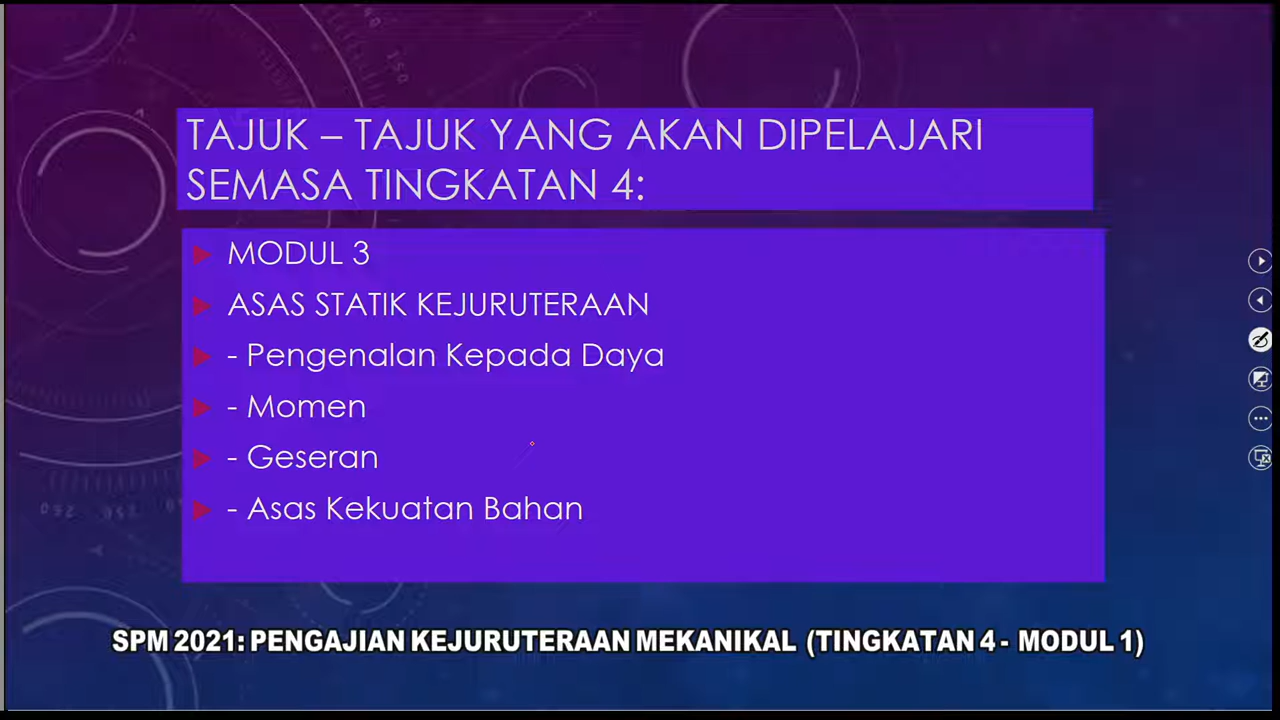 TAJUK – TAJUK YANG AKAN DIPELAJARI
SEMASA TINGKATAN 4:
MODUL 3
ASAS STATIK KEJURUTERAAN
- Pengenalan Kepada Daya
- Momen
- Geseran
- Asas Kekuatan Bahan
SPM 2021: PENGAJIAN KEJURUTERAAN MEKANIKAL (TINGKATAN 4 - MODUL 1)